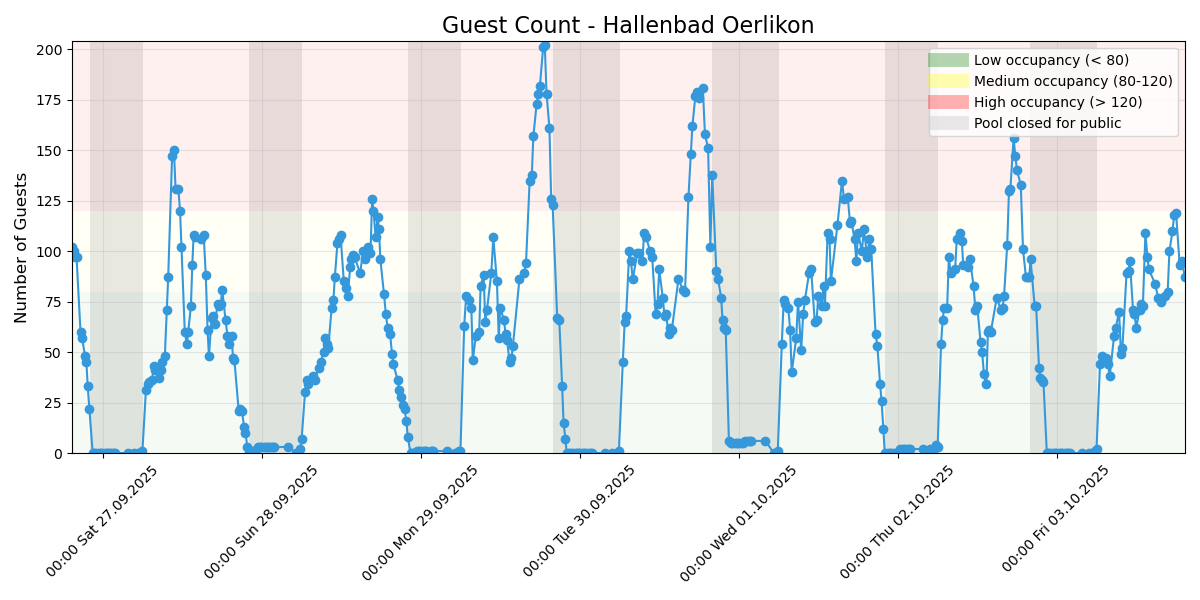 Guest Count - Hallenbad Oerlikon
Number of Guests
200
175
150
125
100
75
50
25
0
Low occupancy (< 80)
Medium occupancy (80-120)
High occupancy (> 120)
Pool closed for public
00:00 Sat 27.09.2025
00:00 Sun 28.09.2025
00:00 Mon 29.09.2025
00:00 Tue 30.09.2025
00:00 Wed 01.10.2025
00:00 Thu 02.10.2025
00:00 Fri 03.10.2025